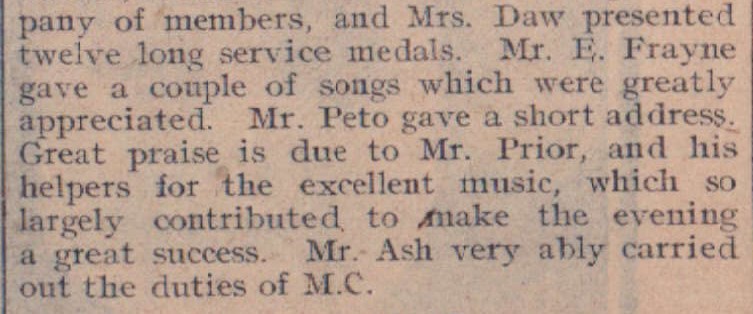 pany of members, and Mrs. Daw presented
twelve long service medals. Mr. E. Frayne
gave a couple of songs which were greatly
appreciated. Mr. Peto gave a short address.
Great praise is due to Mr. Prior, and his
helpers for the excellent music, which so
largely contributed to make the evening
a great success. Mr. Ash very ably carried
out the duties of M.C.